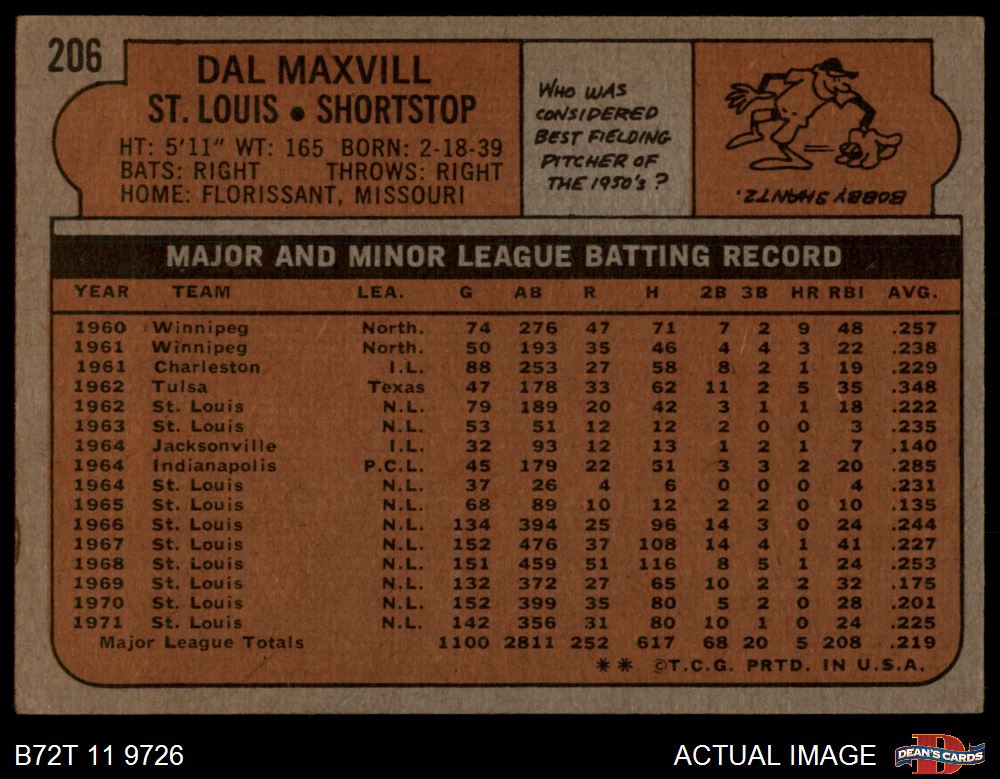 206
DAL MAXVILL
ST. LOUIS • SHORTSTOP
HT: 5'11" WT: 165 BORN: 2-18-39
BATS: RIGHT THROWS: RIGHT
HOME: FLORISSANT, MISSOURI
WHO WAS
CONSIDERED
BEST FIELDING
PITCHER OF
THE 1950's?
BOBBY SHANTZ.
MAJOR AND MINOR LEAGUE BATTING RECORD
YEAR TEAM LEA. G AB R H 2B 3B HR RBI AVG.
1960 Winnipeg North. 74 276 47 71 7 2 9 48 .257
1961 Winnipeg North. 50 193 35 46 4 4 3 22 .238
1961 Charleston I.L. 88 253 27 58 8 2 1 19 .229
1962 Tulsa Texas 47 178 33 62 11 2 5 35 .348
1962 St. Louis N.L. 79 189 20 42 3 1 1 18 .222
1963 St. Louis N.L. 53 51 12 12 2 0 0 3 .235
1964 Jacksonville I.L. 32 93 12 13 1 2 1 7 .140
1964 Indianapolis P.C.L. 45 179 22 51 3 3 2 20 .285
1964 St. Louis N.L. 37 26 4 6 0 0 0 4 .231
1965 St. Louis N.L. 68 89 10 12 2 2 0 10 .135
1966 St. Louis N.L. 134 394 25 96 14 3 0 24 .244
1967 St. Louis N.L. 152 476 37 108 14 4 1 41 .227
1968 St. Louis N.L. 151 459 51 116 8 5 1 24 .253
1969 St. Louis N.L. 132 372 27 65 10 2 2 32 .175
1970 St. Louis N.L. 152 399 35 80 5 2 0 28 .201
1971 St. Louis N.L. 142 356 31 80 10 1 0 24 .225
Major League Totals 1100 2811 252 617 68 20 5 208 .219
** ©T.C.G. PRTD. IN U.S.A.
B72T 11 9726
ACTUAL IMAGE
D
DEAN'S CARDS